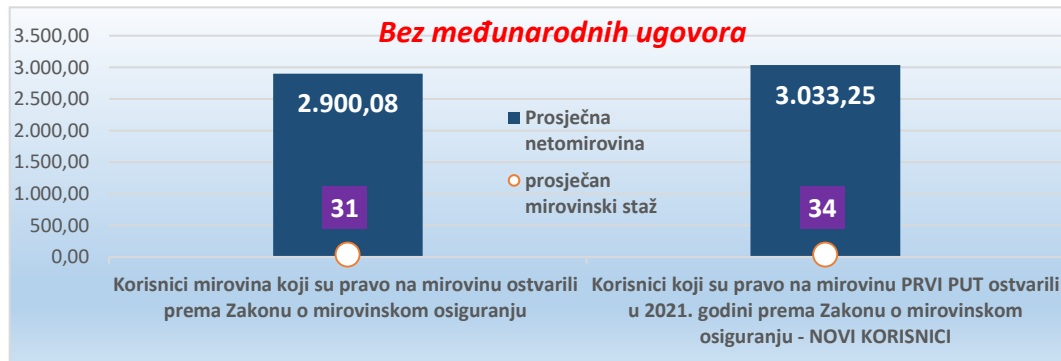 Bez međunarodnih ugovora
3.500,00
3.000,00
2.500,00
2.000,00
1.500,00
1.000,00
500,00
0,00
2.900,08
31
Prosječna
netomirovina
prosječan
mirovinski staž
3.033,25
34
Korisnici mirovina koji su pravo na mirovinu ostvarili
prema Zakonu o mirovinskom osiguranju
Korisnici koji su pravo na mirovinu PRVI PUT ostvarili
u 2021. godini prema Zakonu o mirovinskom
osiguranju - NOVI KORISNICI